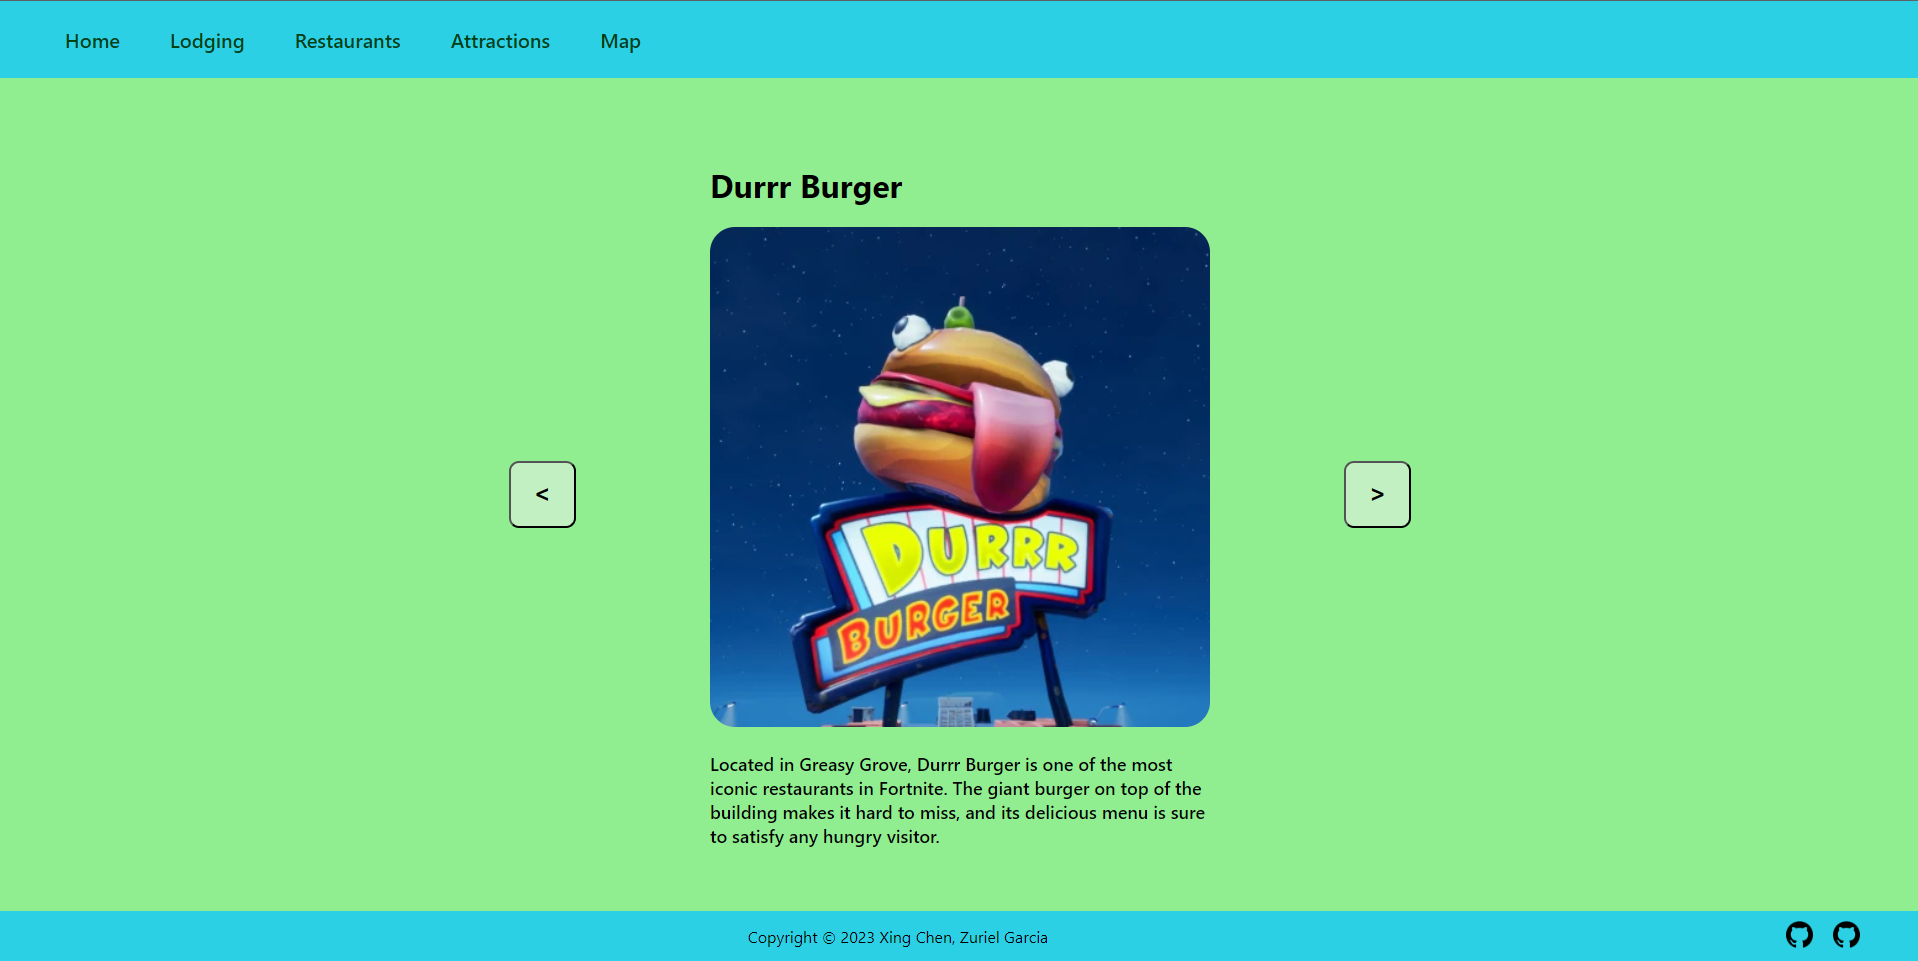 Home Lodging Restaurants Attractions Map
Durrr Burger
DURRR
BURGER
< >
Located in Greasy Grove, Durrr Burger is one of the most
iconic restaurants in Fortnite. The giant burger on top of the
building makes it hard to miss, and its delicious menu is sure
to satisfy any hungry visitor.
Copyright © 2023 Xing Chen, Zuriel Garcia